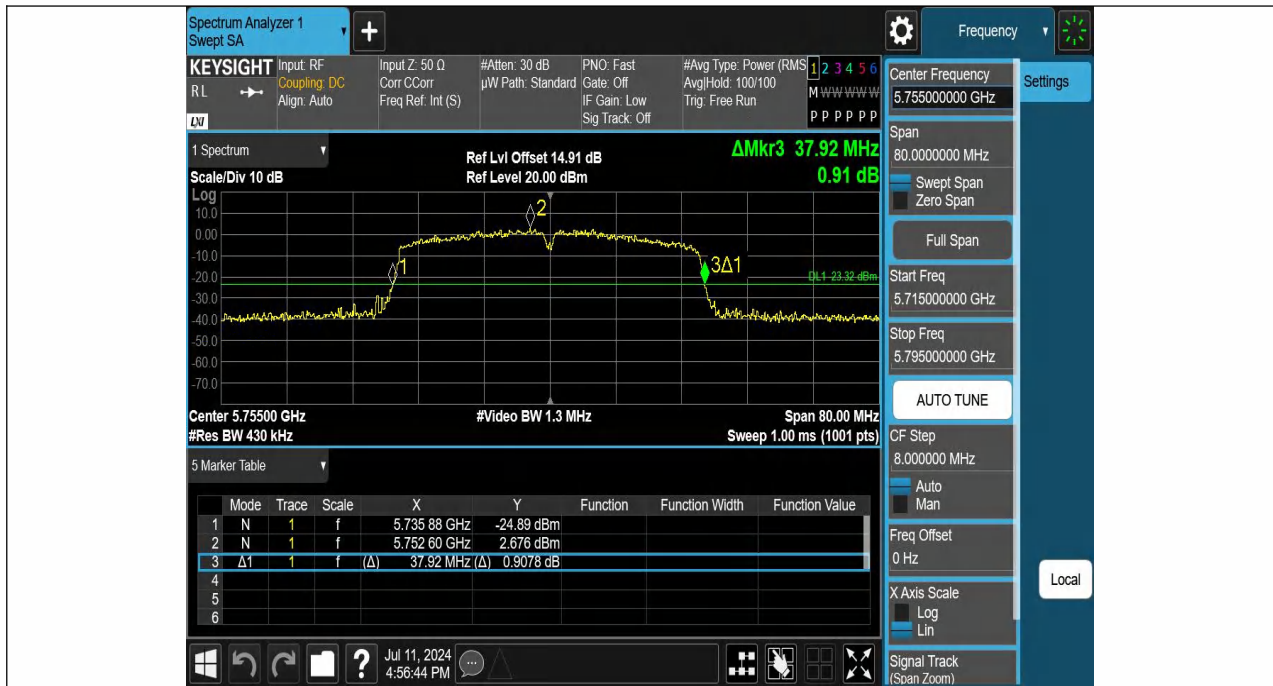 Spectrum Analyzer 1
Swept SA
+
Frequency
KEYSIGHT
RL
LXI
Input: RF
Coupling: DC
Align: Auto
Input Z: 50 Ω
Corr CCorr
Freq Ref: Int (S)
#Atten: 30 dB
µW Path: Standard
PNO: Fast
Gate: Off
IF Gain: Low
Sig Track: Off
#Avg Type: Power (RMS
Avg|Hold: 100/100
Trig: Free Run
1 2 3 4 5 6
M W W W W W
P P P P P P
1 Spectrum
Scale/Div 10 dB
Ref Lvl Offset 14.91 dB
Ref Level 20.00 dBm
ΔMkr3 37.92 MHz
0.91 dB
Log
10.0
0.00
-10.0
-20.0
-30.0
-40.0
-50.0
-60.0
-70.0
2
1
3Δ1
DL1 -23.32 dBm
Center 5.75500 GHz
#Video BW 1.3 MHz
Span 80.00 MHz
#Res BW 430 kHz
Sweep 1.00 ms (1001 pts)
5 Marker Table
Mode Trace Scale X Y Function Function Width Function Value
1 N 1 f 5.735 88 GHz -24.89 dBm
2 N 1 f 5.752 60 GHz 2.676 dBm
3 Δ1 1 f (Δ) 37.92 MHz (Δ) 0.9078 dB
4
5
6
Jul 11, 2024
4:56:44 PM
?
Center Frequency
5.755000000 GHz
Settings
Span
80.0000000 MHz
Swept Span
Zero Span
Full Span
Start Freq
5.715000000 GHz
Stop Freq
5.795000000 GHz
AUTO TUNE
CF Step
8.000000 MHz
Auto
Man
Freq Offset
0 Hz
X Axis Scale
Log
Lin
Local
Signal Track
(Span Zoom)